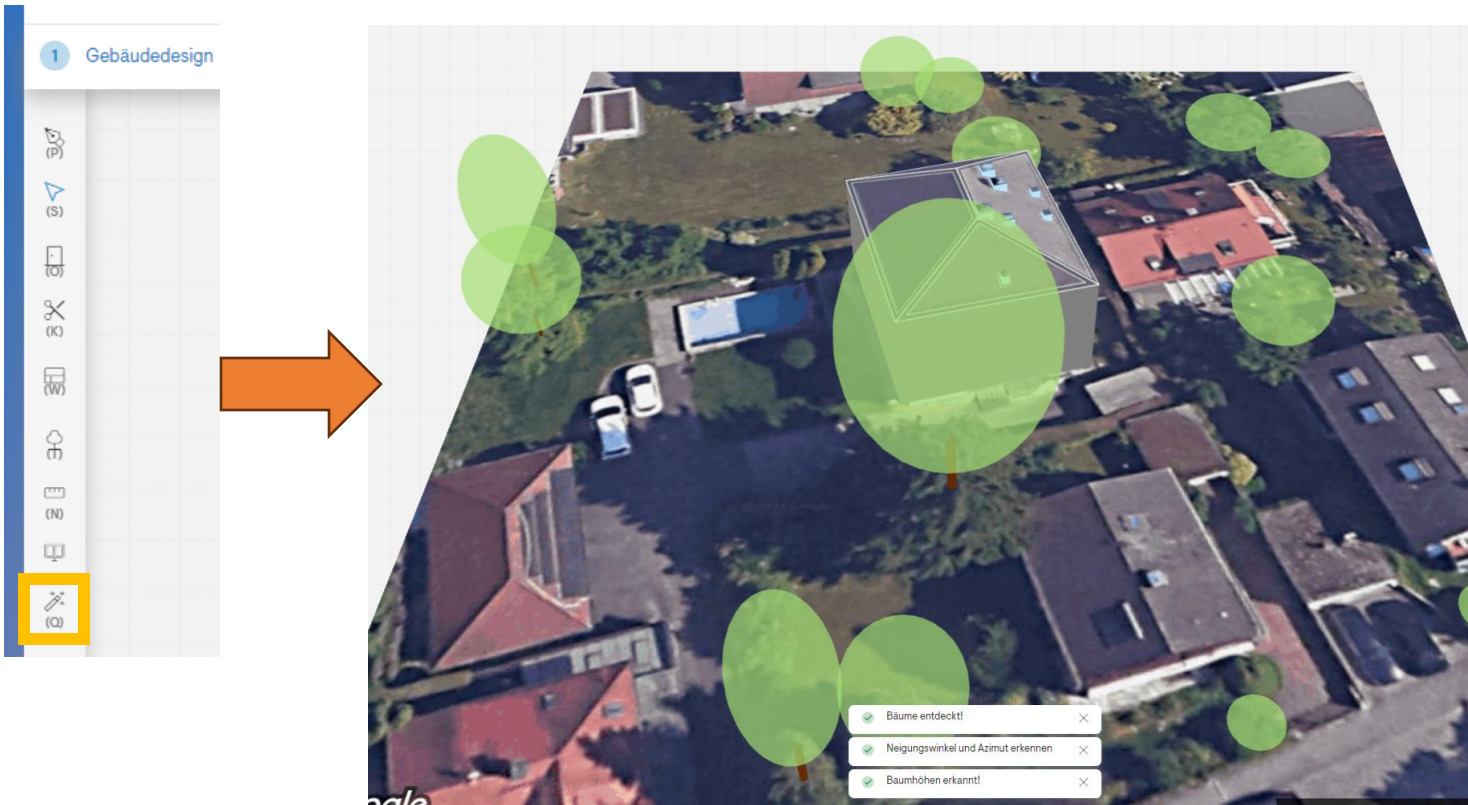 1 Gebäudedesign
(P)
(S)
(O)
(K)
(W)
(T)
(N)
(Q)
Bäume entdeckt!
Neigungswinkel und Azimut erkennen
Baumhöhen erkannt!